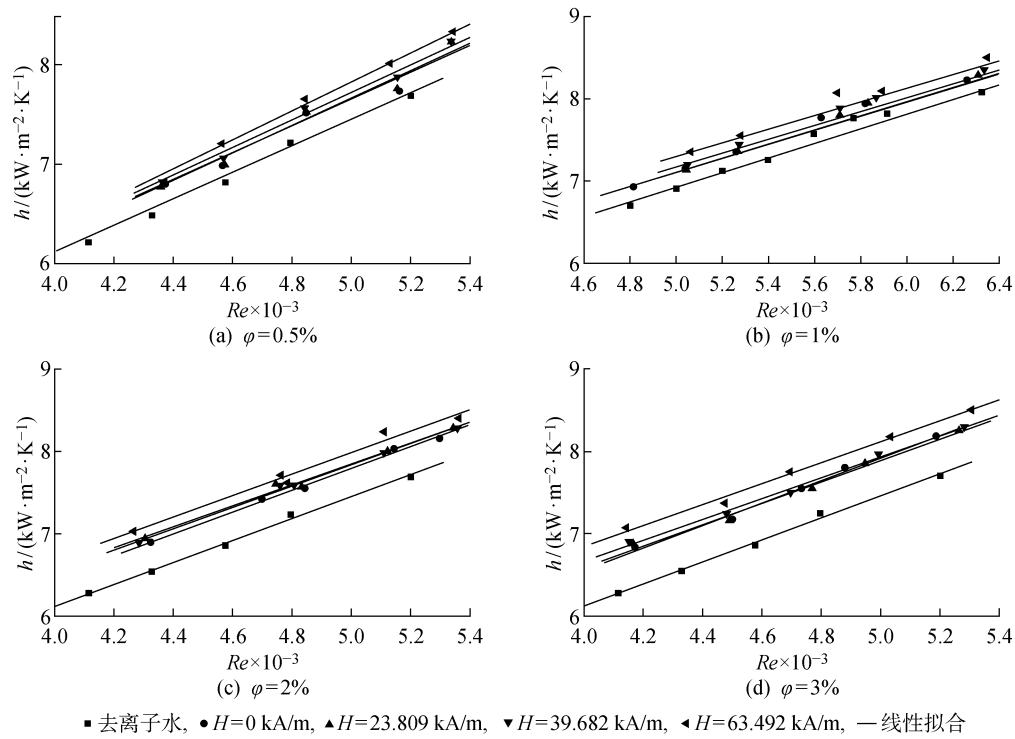 8
7
6
h/(kW·m⁻²·K⁻¹)
4.0 4.2 4.4 4.6 4.8 5.0 5.2 5.4
Re×10⁻³
(a) φ=0.5%
9
8
7
6
h/(kW·m⁻²·K⁻¹)
4.6 4.8 5.0 5.2 5.4 5.6 5.8 6.0 6.2 6.4
Re×10⁻³
(b) φ=1%
9
8
7
6
h/(kW·m⁻²·K⁻¹)
4.0 4.2 4.4 4.6 4.8 5.0 5.2 5.4
Re×10⁻³
(c) φ=2%
9
8
7
6
h/(kW·m⁻²·K⁻¹)
4.0 4.2 4.4 4.6 4.8 5.0 5.2 5.4
Re×10⁻³
(d) φ=3%
■ 去离子水, ● H=0 kA/m, ▲ H=23.809 kA/m, ▼ H=39.682 kA/m, ◄ H=63.492 kA/m, — 线性拟合